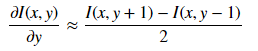 ∂I(x, y)/∂y ≈ (I(x, y + 1) − I(x, y − 1))/2